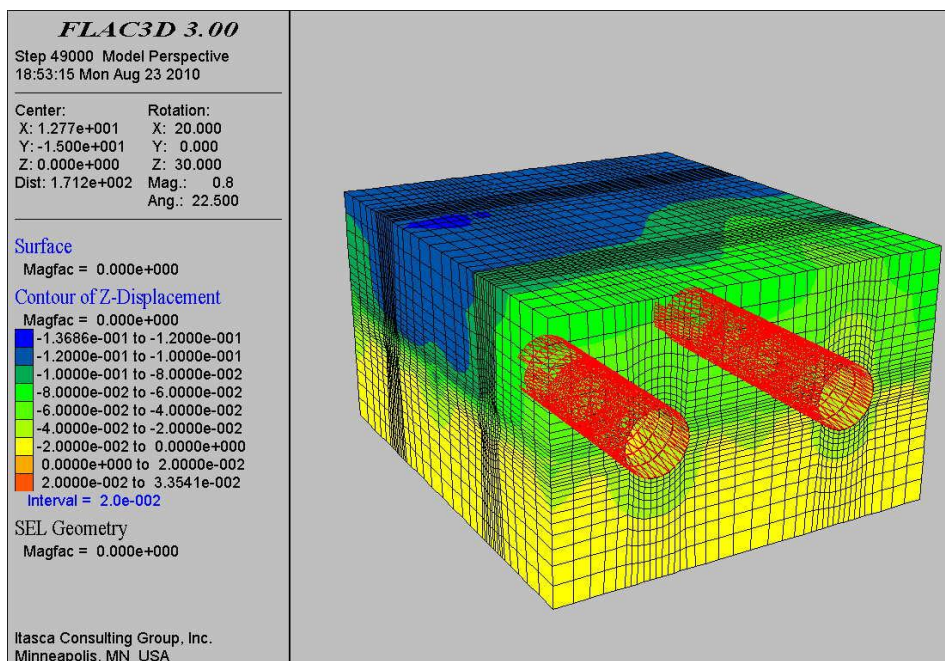 FLAC3D 3.00
Step 49000 Model Perspective
18:53:15 Mon Aug 23 2010
Center: Rotation:
X: 1.277e+001 X: 20.000
Y: -1.500e+001 Y: 0.000
Z: 0.000e+000 Z: 30.000
Dist: 1.712e+002 Mag.: 0.8
Ang.: 22.500
Surface
Magfac = 0.000e+000
Contour of Z-Displacement
Magfac = 0.000e+000
-1.3686e-001 to -1.2000e-001
-1.2000e-001 to -1.0000e-001
-1.0000e-001 to -8.0000e-002
-8.0000e-002 to -6.0000e-002
-6.0000e-002 to -4.0000e-002
-4.0000e-002 to -2.0000e-002
-2.0000e-002 to 0.0000e+000
0.0000e+000 to 2.0000e-002
2.0000e-002 to 3.3541e-002
Interval = 2.0e-002
SEL Geometry
Magfac = 0.000e+000
Itasca Consulting Group, Inc.
Minneapolis, MN USA